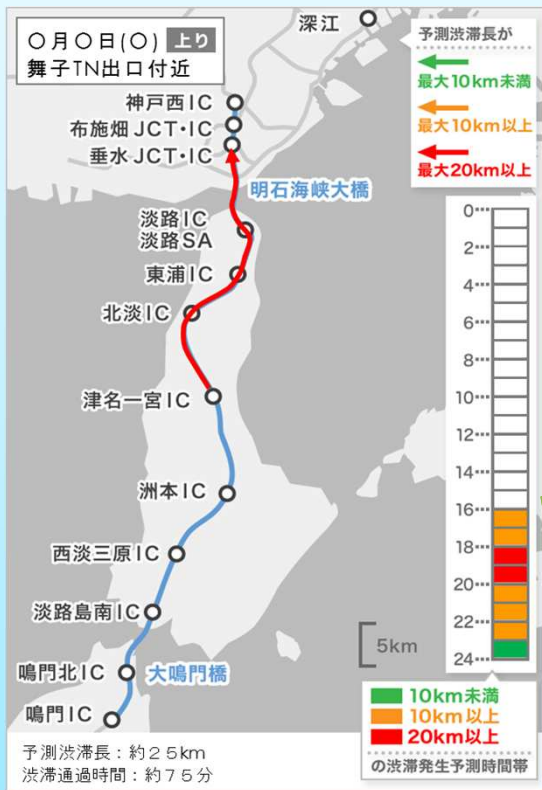 〇月〇日(〇) 上り
舞子TN出口付近
深江
予測渋滞長が
最大10km未満
最大10km以上
最大20km以上
神戸西IC
布施畑JCT・IC
垂水JCT・IC
明石海峡大橋
淡路IC
淡路SA
東浦IC
北淡IC
津名一宮IC
洲本IC
西淡三原IC
淡路島南IC
鳴門北IC
大鳴門橋
鳴門IC
5km
0
2
4
6
8
10
12
14
16
18
20
22
24
10km未満
10km以上
20km以上
の渋滞発生予測時間帯
予測渋滞長：約25km
渋滞通過時間：約75分